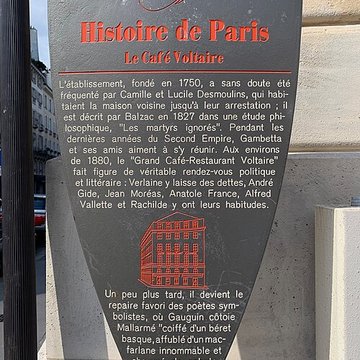 Histoire de Paris
Le Café Voltaire
L'établissement, fondé en 1750, a sans doute été
fréquenté par Camille et Lucile Desmoulins, qui habi-
taient la maison voisine jusqu'à leur arrestation ; il
est décrit par Balzac en 1827 dans une étude phi-
losophique, "Les martyrs ignorés". Pendant les
dernières années du Second Empire, Gambetta
et ses amis aiment à s'y réunir. Aux environs
de 1880, le "Grand Café-Restaurant Voltaire"
fait figure de véritable rendez-vous politique
et littéraire : Verlaine y laisse des dettes, André
Gide, Jean Moréas, Anatole France, Alfred
Vallette et Rachilde y ont leurs habitudes.
Un peu plus tard, il devient le
repaire favori des poètes sym-
bolistes, où Gauguin côtoie
Mallarmé "coiffé d'un béret
basque, affublé d'un mac-
farlane innommable et